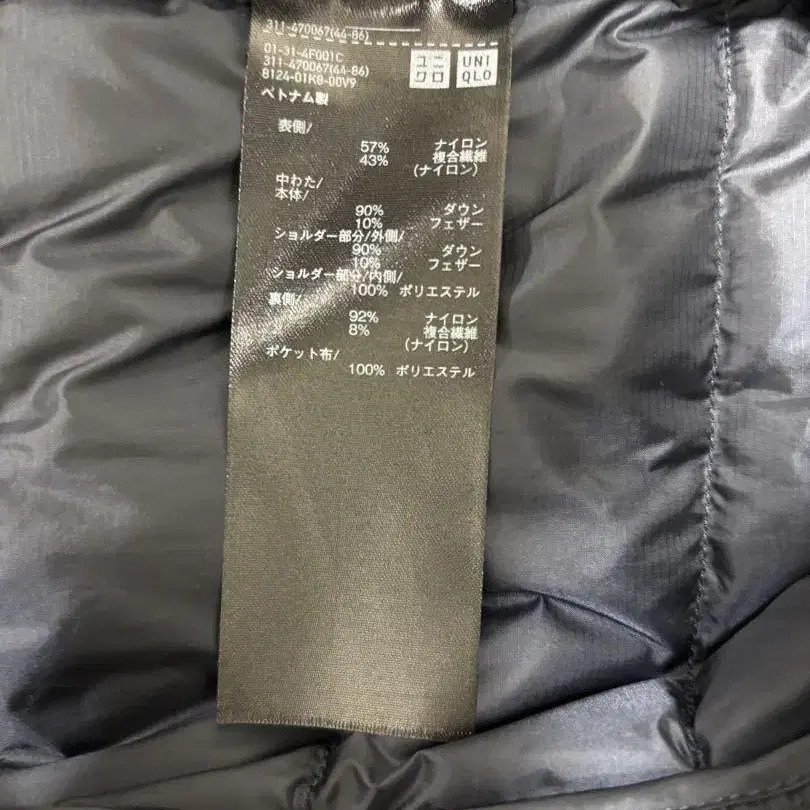 311-470067(44-86)
01-31-4F001C
311-470067(44-86)
8124-01K8-00V9
ユニ
クロ
UNI
QLO
ベトナム製
表側/
57% ナイロン
43% 複合繊維
(ナイロン)
中わた/
本体/
90% ダウン
10% フェザー
ショルダー部分/外側/
90% ダウン
10% フェザー
ショルダー部分/内側/
100% ポリエステル
裏側/
92% ナイロン
8% 複合繊維
(ナイロン)
ポケット布/
100% ポリエステル